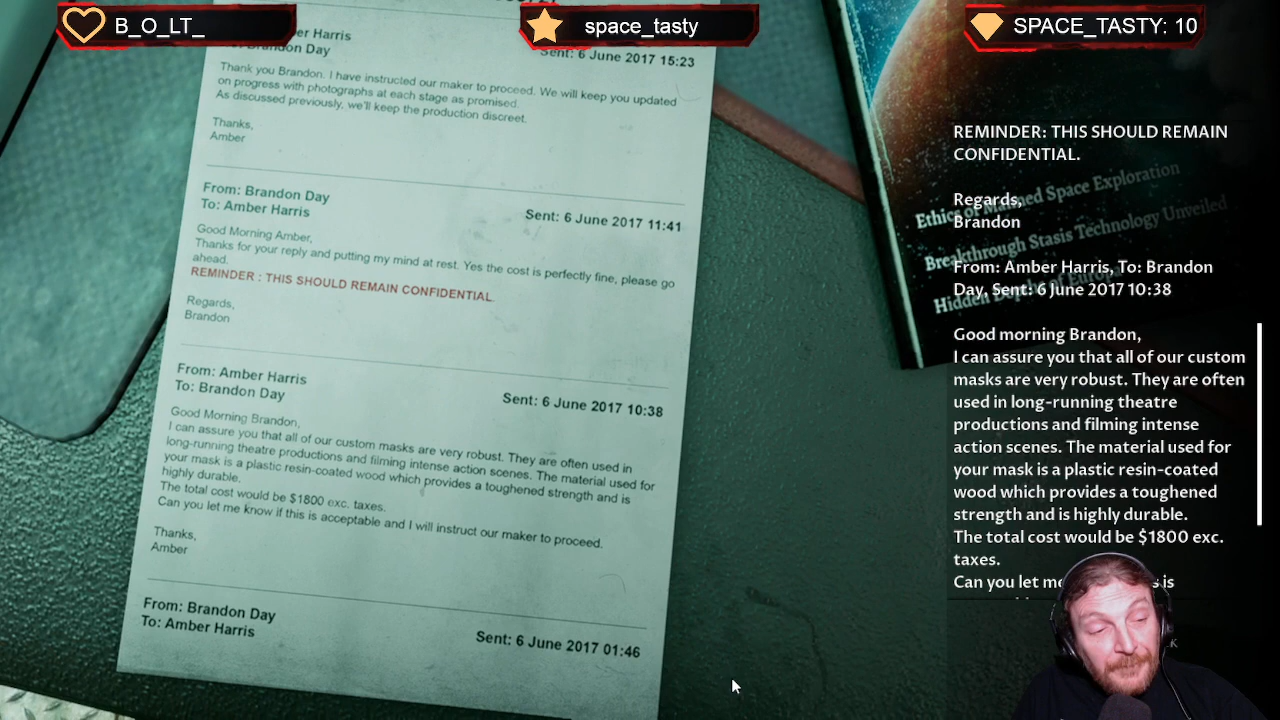 B_O_LT_
space_tasty
SPACE_TASTY: 10
er Harris
Brandon Day
Sent: 6 June 2017 15:23
Thank you Brandon. I have instructed our maker to proceed. We will keep you updated
on progress with photographs at each stage as promised.
As discussed previously, we'll keep the production discreet.
Thanks,
Amber
From: Brandon Day
To: Amber Harris
Sent: 6 June 2017 11:41
Good Morning Amber,
Thanks for your reply and putting my mind at rest. Yes the cost is perfectly fine, please go
ahead.
REMINDER : THIS SHOULD REMAIN CONFIDENTIAL.
Regards,
Brandon
From: Amber Harris
To: Brandon Day
Sent: 6 June 2017 10:38
Good Morning Brandon,
I can assure you that all of our custom masks are very robust. They are often used in
long-running theatre productions and filming intense action scenes. The material used for
your mask is a plastic resin-coated wood which provides a toughened strength and is
highly durable.
The total cost would be $1800 exc. taxes.
Can you let me know if this is acceptable and I will instruct our maker to proceed.
Thanks,
Amber
From: Brandon Day
To: Amber Harris
Sent: 6 June 2017 01:46
Ethics of Manned Space Exploration
Breakthrough Stasis Technology Unveiled
Hidden Depths of Europa
REMINDER: THIS SHOULD REMAIN
CONFIDENTIAL.
Regards,
Brandon
From: Amber Harris, To: Brandon
Day, Sent: 6 June 2017 10:38
Good morning Brandon,
I can assure you that all of our custom
masks are very robust. They are often
used in long-running theatre
productions and filming intense
action scenes. The material used for
your mask is a plastic resin-coated
wood which provides a toughened
strength and is highly durable.
The total cost would be $1800 exc.
taxes.
Can you let me is